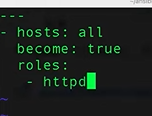 ---
- hosts: all
  become: true
  roles:
    - httpd
~